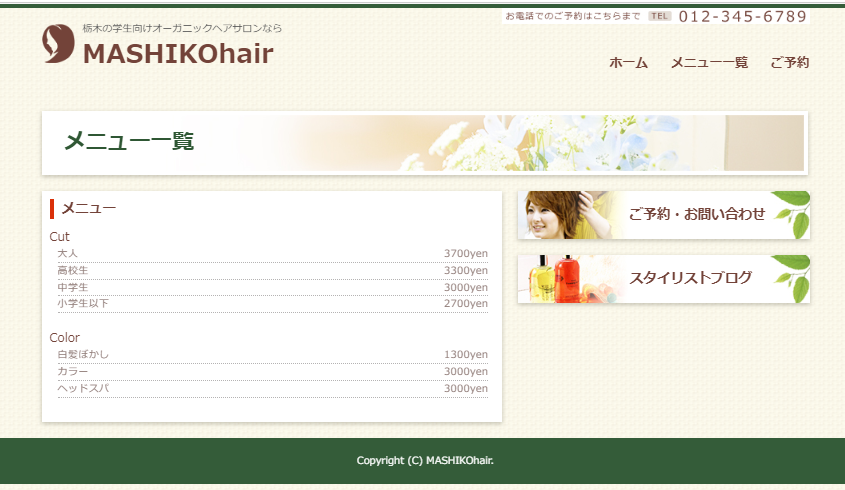 栃木の学生向けオーガニックヘアサロンなら
MASHIKOhair
お電話でのご予約はこちらまで TEL 012-345-6789
ホーム メニュー一覧 ご予約
メニュー一覧
メニュー
Cut
大人 3700yen
高校生 3300yen
中学生 3000yen
小学生以下 2700yen
Color
白髪ぼかし 1300yen
カラー 3000yen
ヘッドスパ 3000yen
ご予約・お問い合わせ
スタイリストブログ
Copyright (C) MASHIKOhair.